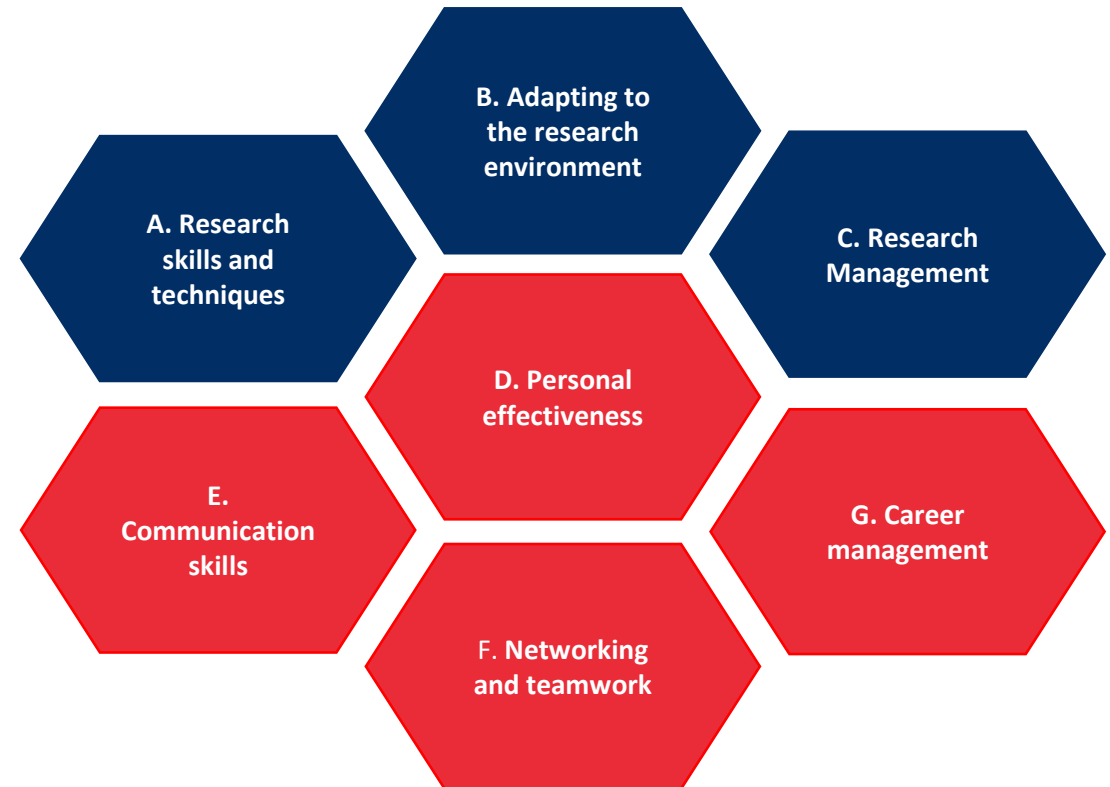 A. Research
skills and
techniques
B. Adapting to
the research
environment
C. Research
Management
D. Personal
effectiveness
E.
Communication
skills
F. Networking
and teamwork
G. Career
management